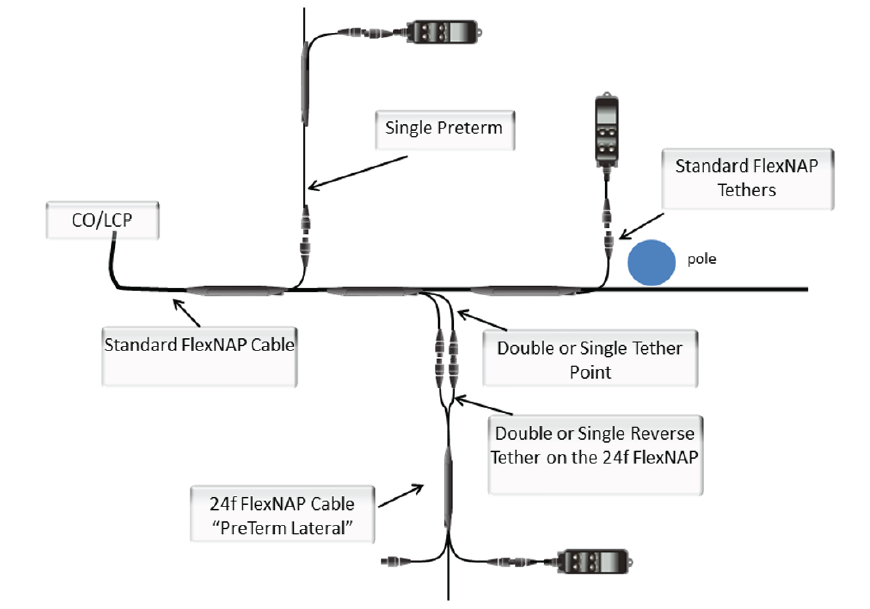 Single Preterm
Standard FlexNAP
Tethers
CO/LCP
pole
Standard FlexNAP Cable
Double or Single Tether
Point
Double or Single Reverse
Tether on the 24f FlexNAP
24f FlexNAP Cable
“PreTerm Lateral”